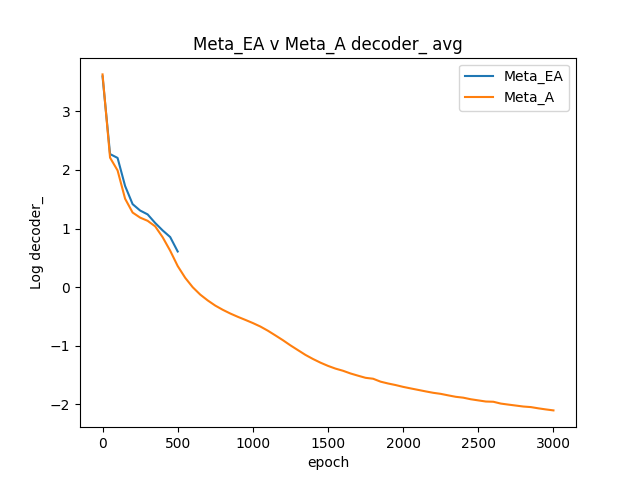 Meta_EA v Meta_A decoder_ avg
Meta_EA
Meta_A
Log decoder_
3
2
1
0
−1
−2
0
500
1000
1500
2000
2500
3000
epoch